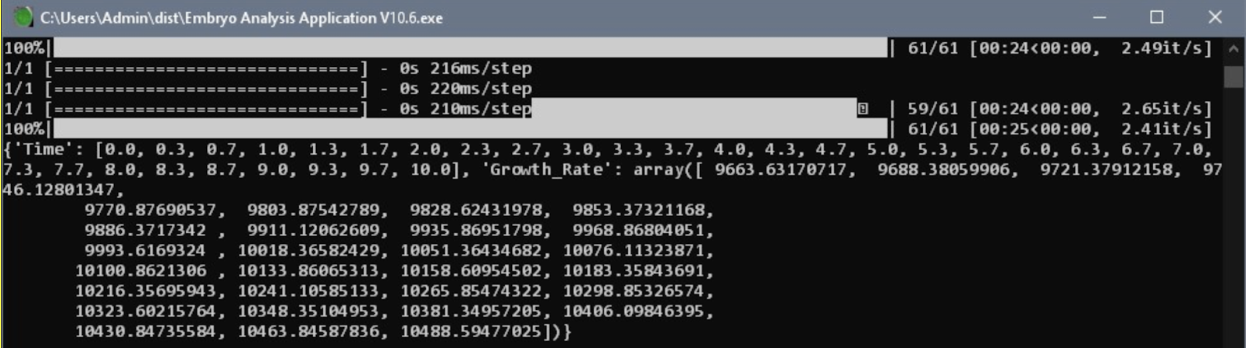 C:\Users\Admin\dist\Embryo Analysis Application V10.6.exe
100%| | 61/61 [00:24<00:00, 2.49it/s]
1/1 [==============================] - 0s 216ms/step
1/1 [==============================] - 0s 220ms/step
1/1 [==============================] - 0s 210ms/step | 59/61 [00:24<00:00, 2.65it/s]
100%| | 61/61 [00:25<00:00, 2.41it/s]
{'Time': [0.0, 0.3, 0.7, 1.0, 1.3, 1.7, 2.0, 2.3, 2.7, 3.0, 3.3, 3.7, 4.0, 4.3, 4.7, 5.0, 5.3, 5.7, 6.0, 6.3, 6.7, 7.0,
7.3, 7.7, 8.0, 8.3, 8.7, 9.0, 9.3, 9.7, 10.0], 'Growth_Rate': array([ 9663.63170717, 9688.38059906, 9721.37912158, 97
46.12801347,
9770.87690537, 9803.87542789, 9828.62431978, 9853.37321168,
9886.3717342 , 9911.12062609, 9935.86951798, 9968.86804051,
9993.6169324 , 10018.36582429, 10051.36434682, 10076.11323871,
10100.8621306 , 10133.86065313, 10158.60954502, 10183.35843691,
10216.35695943, 10241.10585133, 10265.85474322, 10298.85326574,
10323.60215764, 10348.35104953, 10381.34957205, 10406.09846395,
10430.84735584, 10463.84587836, 10488.59477025])}